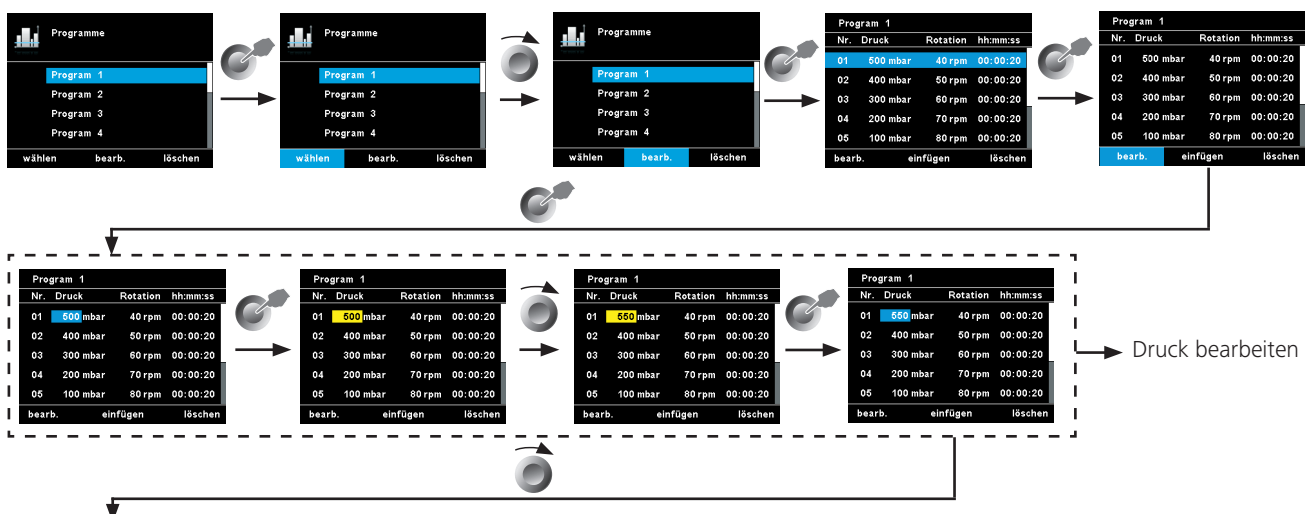 Programme
Program 1
Program 2
Program 3
Program 4
wählen bearb. löschen
Programme
Program 1
Program 2
Program 3
Program 4
wählen bearb. löschen
Programme
Program 1
Program 2
Program 3
Program 4
wählen bearb. löschen
Program 1
Nr. Druck Rotation hh:mm:ss
01 500 mbar 40 rpm 00:00:20
02 400 mbar 50 rpm 00:00:20
03 300 mbar 60 rpm 00:00:20
04 200 mbar 70 rpm 00:00:20
05 100 mbar 80 rpm 00:00:20
bearb. einfügen löschen
Program 1
Nr. Druck Rotation hh:mm:ss
01 500 mbar 40 rpm 00:00:20
02 400 mbar 50 rpm 00:00:20
03 300 mbar 60 rpm 00:00:20
04 200 mbar 70 rpm 00:00:20
05 100 mbar 80 rpm 00:00:20
bearb. einfügen löschen
Program 1
Nr. Druck Rotation hh:mm:ss
01 500 mbar 40 rpm 00:00:20
02 400 mbar 50 rpm 00:00:20
03 300 mbar 60 rpm 00:00:20
04 200 mbar 70 rpm 00:00:20
05 100 mbar 80 rpm 00:00:20
bearb. einfügen löschen
Program 1
Nr. Druck Rotation hh:mm:ss
01 500 mbar 40 rpm 00:00:20
02 400 mbar 50 rpm 00:00:20
03 300 mbar 60 rpm 00:00:20
04 200 mbar 70 rpm 00:00:20
05 100 mbar 80 rpm 00:00:20
bearb. einfügen löschen
Program 1
Nr. Druck Rotation hh:mm:ss
01 550 mbar 40 rpm 00:00:20
02 400 mbar 50 rpm 00:00:20
03 300 mbar 60 rpm 00:00:20
04 200 mbar 70 rpm 00:00:20
05 100 mbar 80 rpm 00:00:20
bearb. einfügen löschen
Program 1
Nr. Druck Rotation hh:mm:ss
01 550 mbar 40 rpm 00:00:20
02 400 mbar 50 rpm 00:00:20
03 300 mbar 60 rpm 00:00:20
04 200 mbar 70 rpm 00:00:20
05 100 mbar 80 rpm 00:00:20
bearb. einfügen löschen
Druck bearbeiten